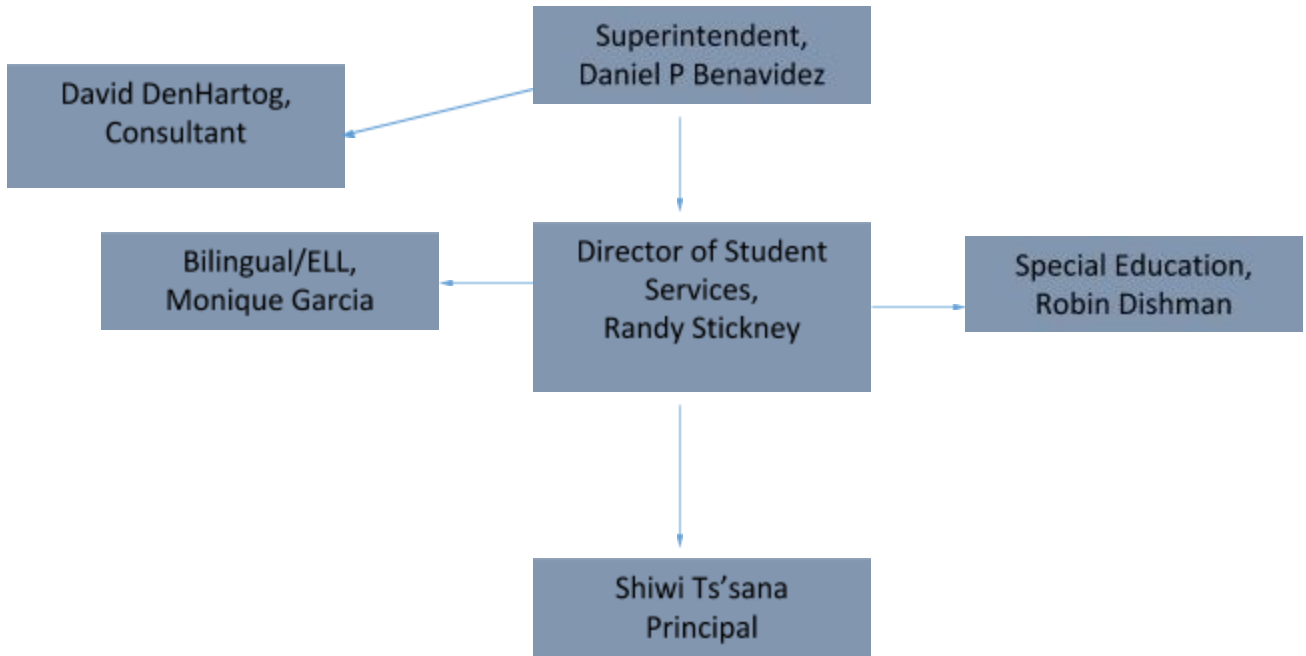 Superintendent,
Daniel P Benavidez
David DenHartog,
Consultant
Bilingual/ELL,
Monique Garcia
Director of Student
Services,
Randy Stickney
Special Education,
Robin Dishman
Shiwi Ts’sana
Principal